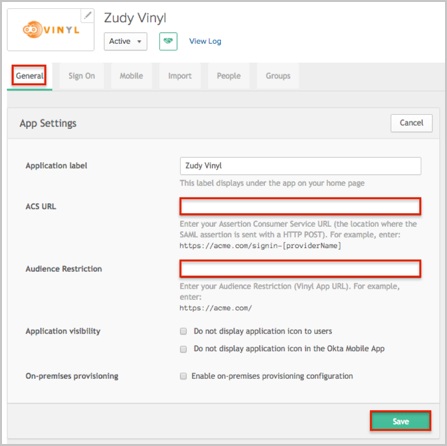 VINYL
Zudy Vinyl
Active
View Log
General Sign On Mobile Import People Groups
App Settings
Cancel
Application label
Zudy Vinyl
This label displays under the app on your home page
ACS URL
Enter your Assertion Consumer Service URL (the location where the
SAML assertion is sent with a HTTP POST). For example, enter:
https://acme.com/signin-[providerName]
Audience Restriction
Enter your Audience Restriction (Vinyl App URL). For example,
enter:
https://acme.com/
Application visibility
Do not display application icon to users
Do not display application icon in the Okta Mobile App
On-premises provisioning
Enable on-premises provisioning configuration
Save